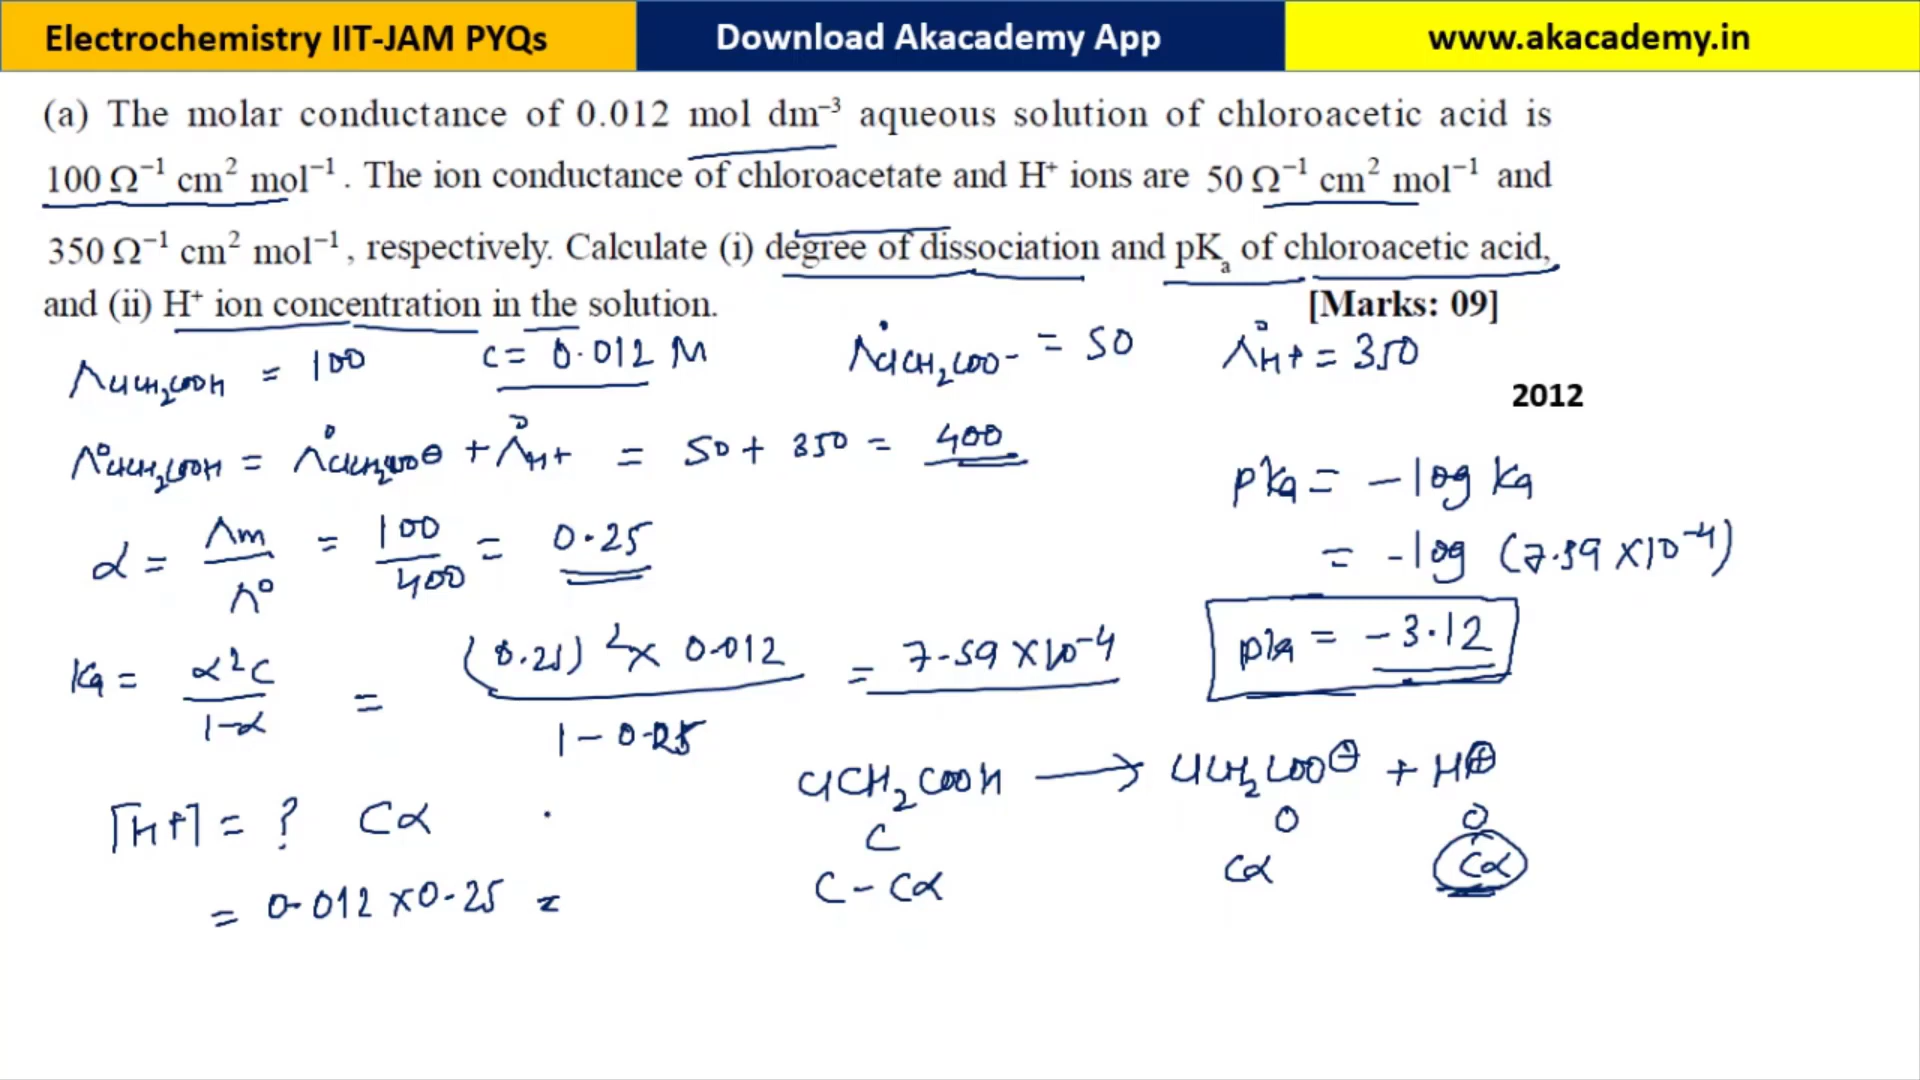 Electrochemistry IIT-JAM PYQs
Download Akacademy App
www.akacademy.in
(a) The molar conductance of 0.012 mol dm⁻³ aqueous solution of chloroacetic acid is
100 Ω⁻¹ cm² mol⁻¹. The ion conductance of chloroacetate and H⁺ ions are 50 Ω⁻¹ cm² mol⁻¹ and
350 Ω⁻¹ cm² mol⁻¹, respectively. Calculate (i) degree of dissociation and pKₐ of chloroacetic acid,
and (ii) H⁺ ion concentration in the solution. [Marks: 09]
ΛClCH₂COOH = 100 C = 0.012 M Λ°ClCH₂COO⁻ = 50 Λ°H+ = 350
2012
Λ°ClCH₂COOH = Λ°ClCH₂COO⊖ + Λ°H+ = 50 + 350 = 400
α = Λm / Λ° = 100 / 400 = 0.25
Ka = α²C / 1-α = (0.25)² × 0.012 / 1 - 0.25 = 7.59 × 10⁻⁴
pKa = - log Ka
= - log (7.59 × 10⁻⁴)
pKa = - 3.12
[H+] = ? Cα
= 0.012 × 0.25 =
ClCH₂COOH ⟶ ClCH₂COO⊖ + H⊕
C 0 0
C - Cα Cα Cα